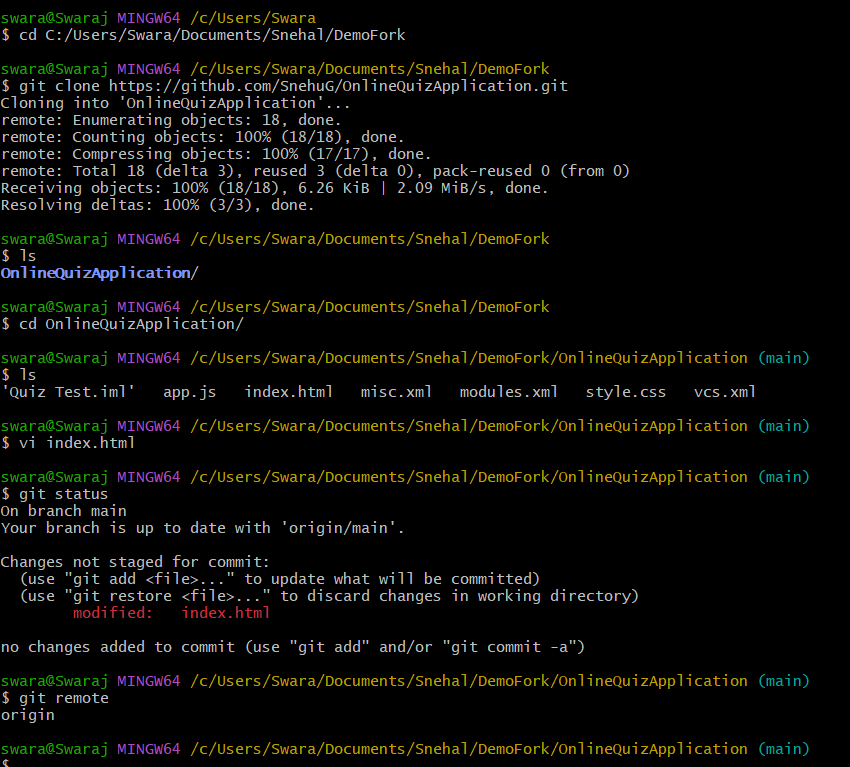 swara@Swaraj MINGW64 /c/Users/Swara
$ cd C:/Users/Swara/Documents/Snehal/DemoFork
swara@Swaraj MINGW64 /c/Users/Swara/Documents/Snehal/DemoFork
$ git clone https://github.com/SnehuG/OnlineQuizApplication.git
Cloning into 'OnlineQuizApplication'...
remote: Enumerating objects: 18, done.
remote: Counting objects: 100% (18/18), done.
remote: Compressing objects: 100% (17/17), done.
remote: Total 18 (delta 3), reused 3 (delta 0), pack-reused 0 (from 0)
Receiving objects: 100% (18/18), 6.26 KiB | 2.09 MiB/s, done.
Resolving deltas: 100% (3/3), done.
swara@Swaraj MINGW64 /c/Users/Swara/Documents/Snehal/DemoFork
$ ls
OnlineQuizApplication/
swara@Swaraj MINGW64 /c/Users/Swara/Documents/Snehal/DemoFork
$ cd OnlineQuizApplication/
swara@Swaraj MINGW64 /c/Users/Swara/Documents/Snehal/DemoFork/OnlineQuizApplication (main)
$ ls
'Quiz Test.iml'   app.js   index.html   misc.xml   modules.xml   style.css   vcs.xml
swara@Swaraj MINGW64 /c/Users/Swara/Documents/Snehal/DemoFork/OnlineQuizApplication (main)
$ vi index.html
swara@Swaraj MINGW64 /c/Users/Swara/Documents/Snehal/DemoFork/OnlineQuizApplication (main)
$ git status
On branch main
Your branch is up to date with 'origin/main'.
Changes not staged for commit:
  (use "git add <file>..." to update what will be committed)
  (use "git restore <file>..." to discard changes in working directory)
        modified:   index.html
no changes added to commit (use "git add" and/or "git commit -a")
swara@Swaraj MINGW64 /c/Users/Swara/Documents/Snehal/DemoFork/OnlineQuizApplication (main)
$ git remote
origin
swara@Swaraj MINGW64 /c/Users/Swara/Documents/Snehal/DemoFork/OnlineQuizApplication (main)
$